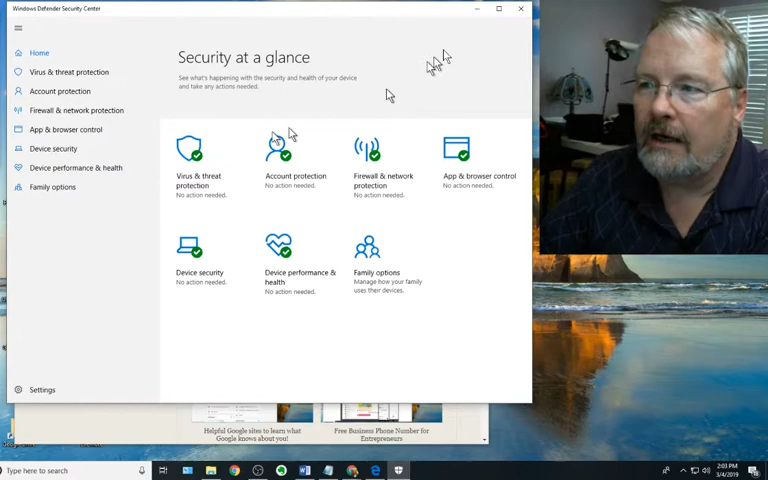 Windows Defender Security Center
Home
Virus & threat protection
Account protection
Firewall & network protection
App & browser control
Device security
Device performance & health
Family options
Settings
Security at a glance
See what's happening with the security and health of your device
and take any actions needed.
Virus & threat
protection
No action needed.
Account protection
No action needed.
Firewall & network
protection
No action needed.
App & browser control
No action needed.
Device security
No action needed.
Device performance &
health
No action needed.
Family options
Manage how your family
uses their devices.
Helpful Google sites to learn what
Google knows about you!
Free Business Phone Number for
Entrepreneurs
Type here to search
2:03 PM
3/4/2019